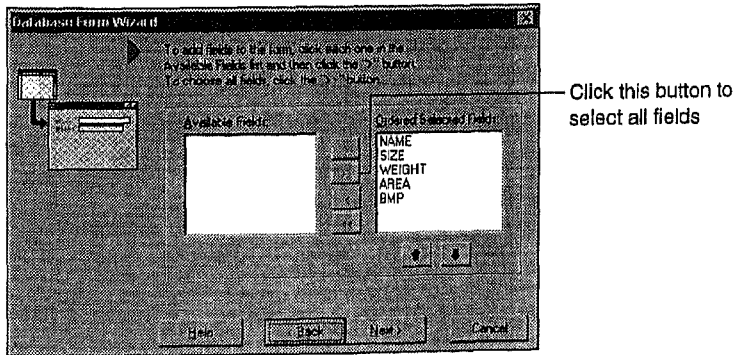 Database Form Wizard
To add fields to the form, click each one in the
Available Fields list and then click the ">" button.
To choose all fields, click the ">>" button.
Available Fields:
Ordered Selected Fields:
NAME
SIZE
WEIGHT
AREA
BMP
Help
< Back
Next >
Cancel
Click this button to
select all fields